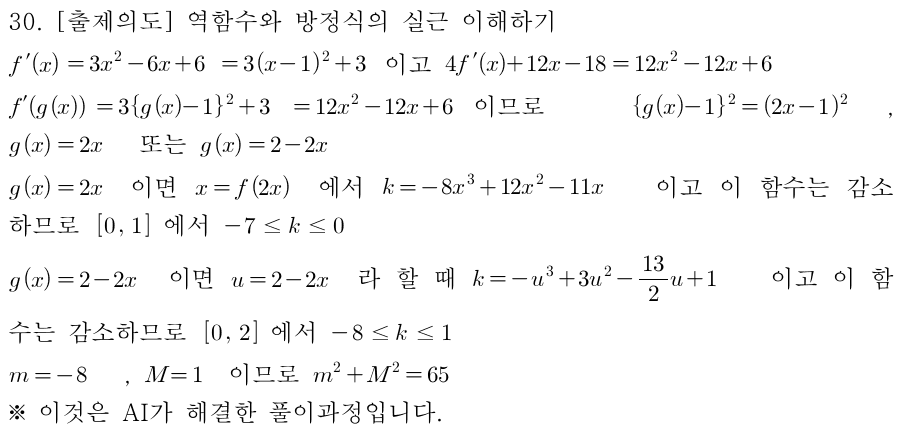 30. [출제의도] 역함수와 방정식의 실근 이해하기
f′(x) = 3x² − 6x + 6 = 3(x − 1)² + 3 이고 4f′(x) + 12x − 18 = 12x² − 12x + 6
f′(g(x)) = 3{g(x) − 1}² + 3 = 12x² − 12x + 6 이므로 {g(x) − 1}² = (2x − 1)² ,
g(x) = 2x 또는 g(x) = 2 − 2x
g(x) = 2x 이면 x = f(2x) 에서 k = −8x³ + 12x² − 11x 이고 이 함수는 감소
하므로 [0, 1] 에서 −7 ≤ k ≤ 0
g(x) = 2 − 2x 이면 u = 2 − 2x 라 할 때 k = −u³ + 3u² − 13/2 u + 1 이고 이 함
수는 감소하므로 [0, 2] 에서 −8 ≤ k ≤ 1
m = −8 , M = 1 이므로 m² + M² = 65
※ 이것은 AI가 해결한 풀이과정입니다.